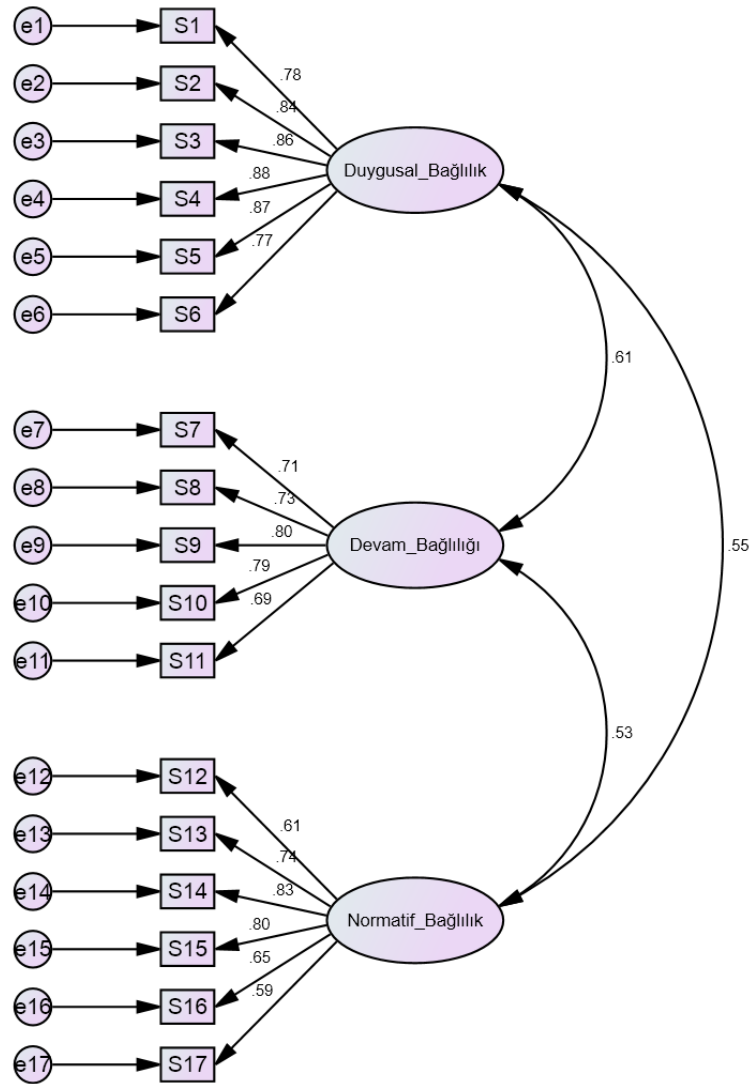 e1 S1
.78
e2 S2
.84
e3 S3
.86
Duygusal_Bağlılık
e4 S4
.88
e5 S5
.87
e6 S6
.77
.61
e7 S7
.71
e8 S8
.73
e9 S9
.80
Devam_Bağlılığı
.55
e10 S10
.79
e11 S11
.69
.53
e12 S12
.61
e13 S13
.74
e14 S14
.83
Normatif_Bağlılık
e15 S15
.80
e16 S16
.65
e17 S17
.59